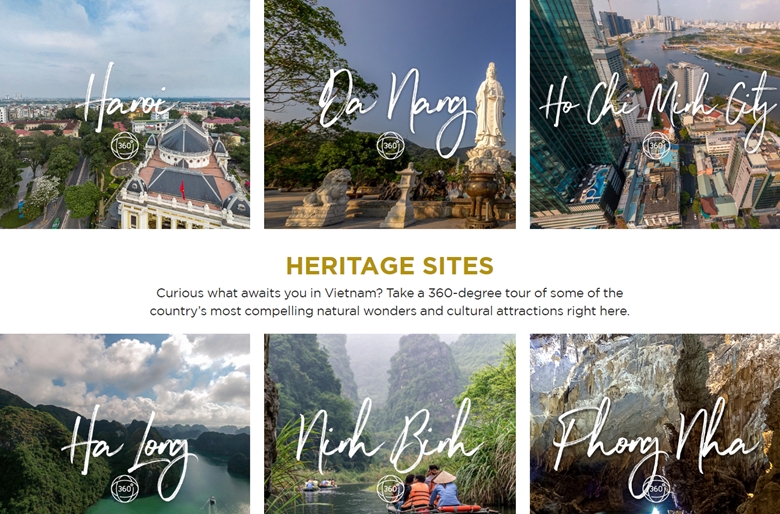 Hanoi
360°
Da Nang
360°
Ho Chi Minh City
360°
HERITAGE SITES
Curious what awaits you in Vietnam? Take a 360-degree tour of some of the
country's most compelling natural wonders and cultural attractions right here.
Ha Long
360°
Ninh Binh
360°
Phong Nha
360°